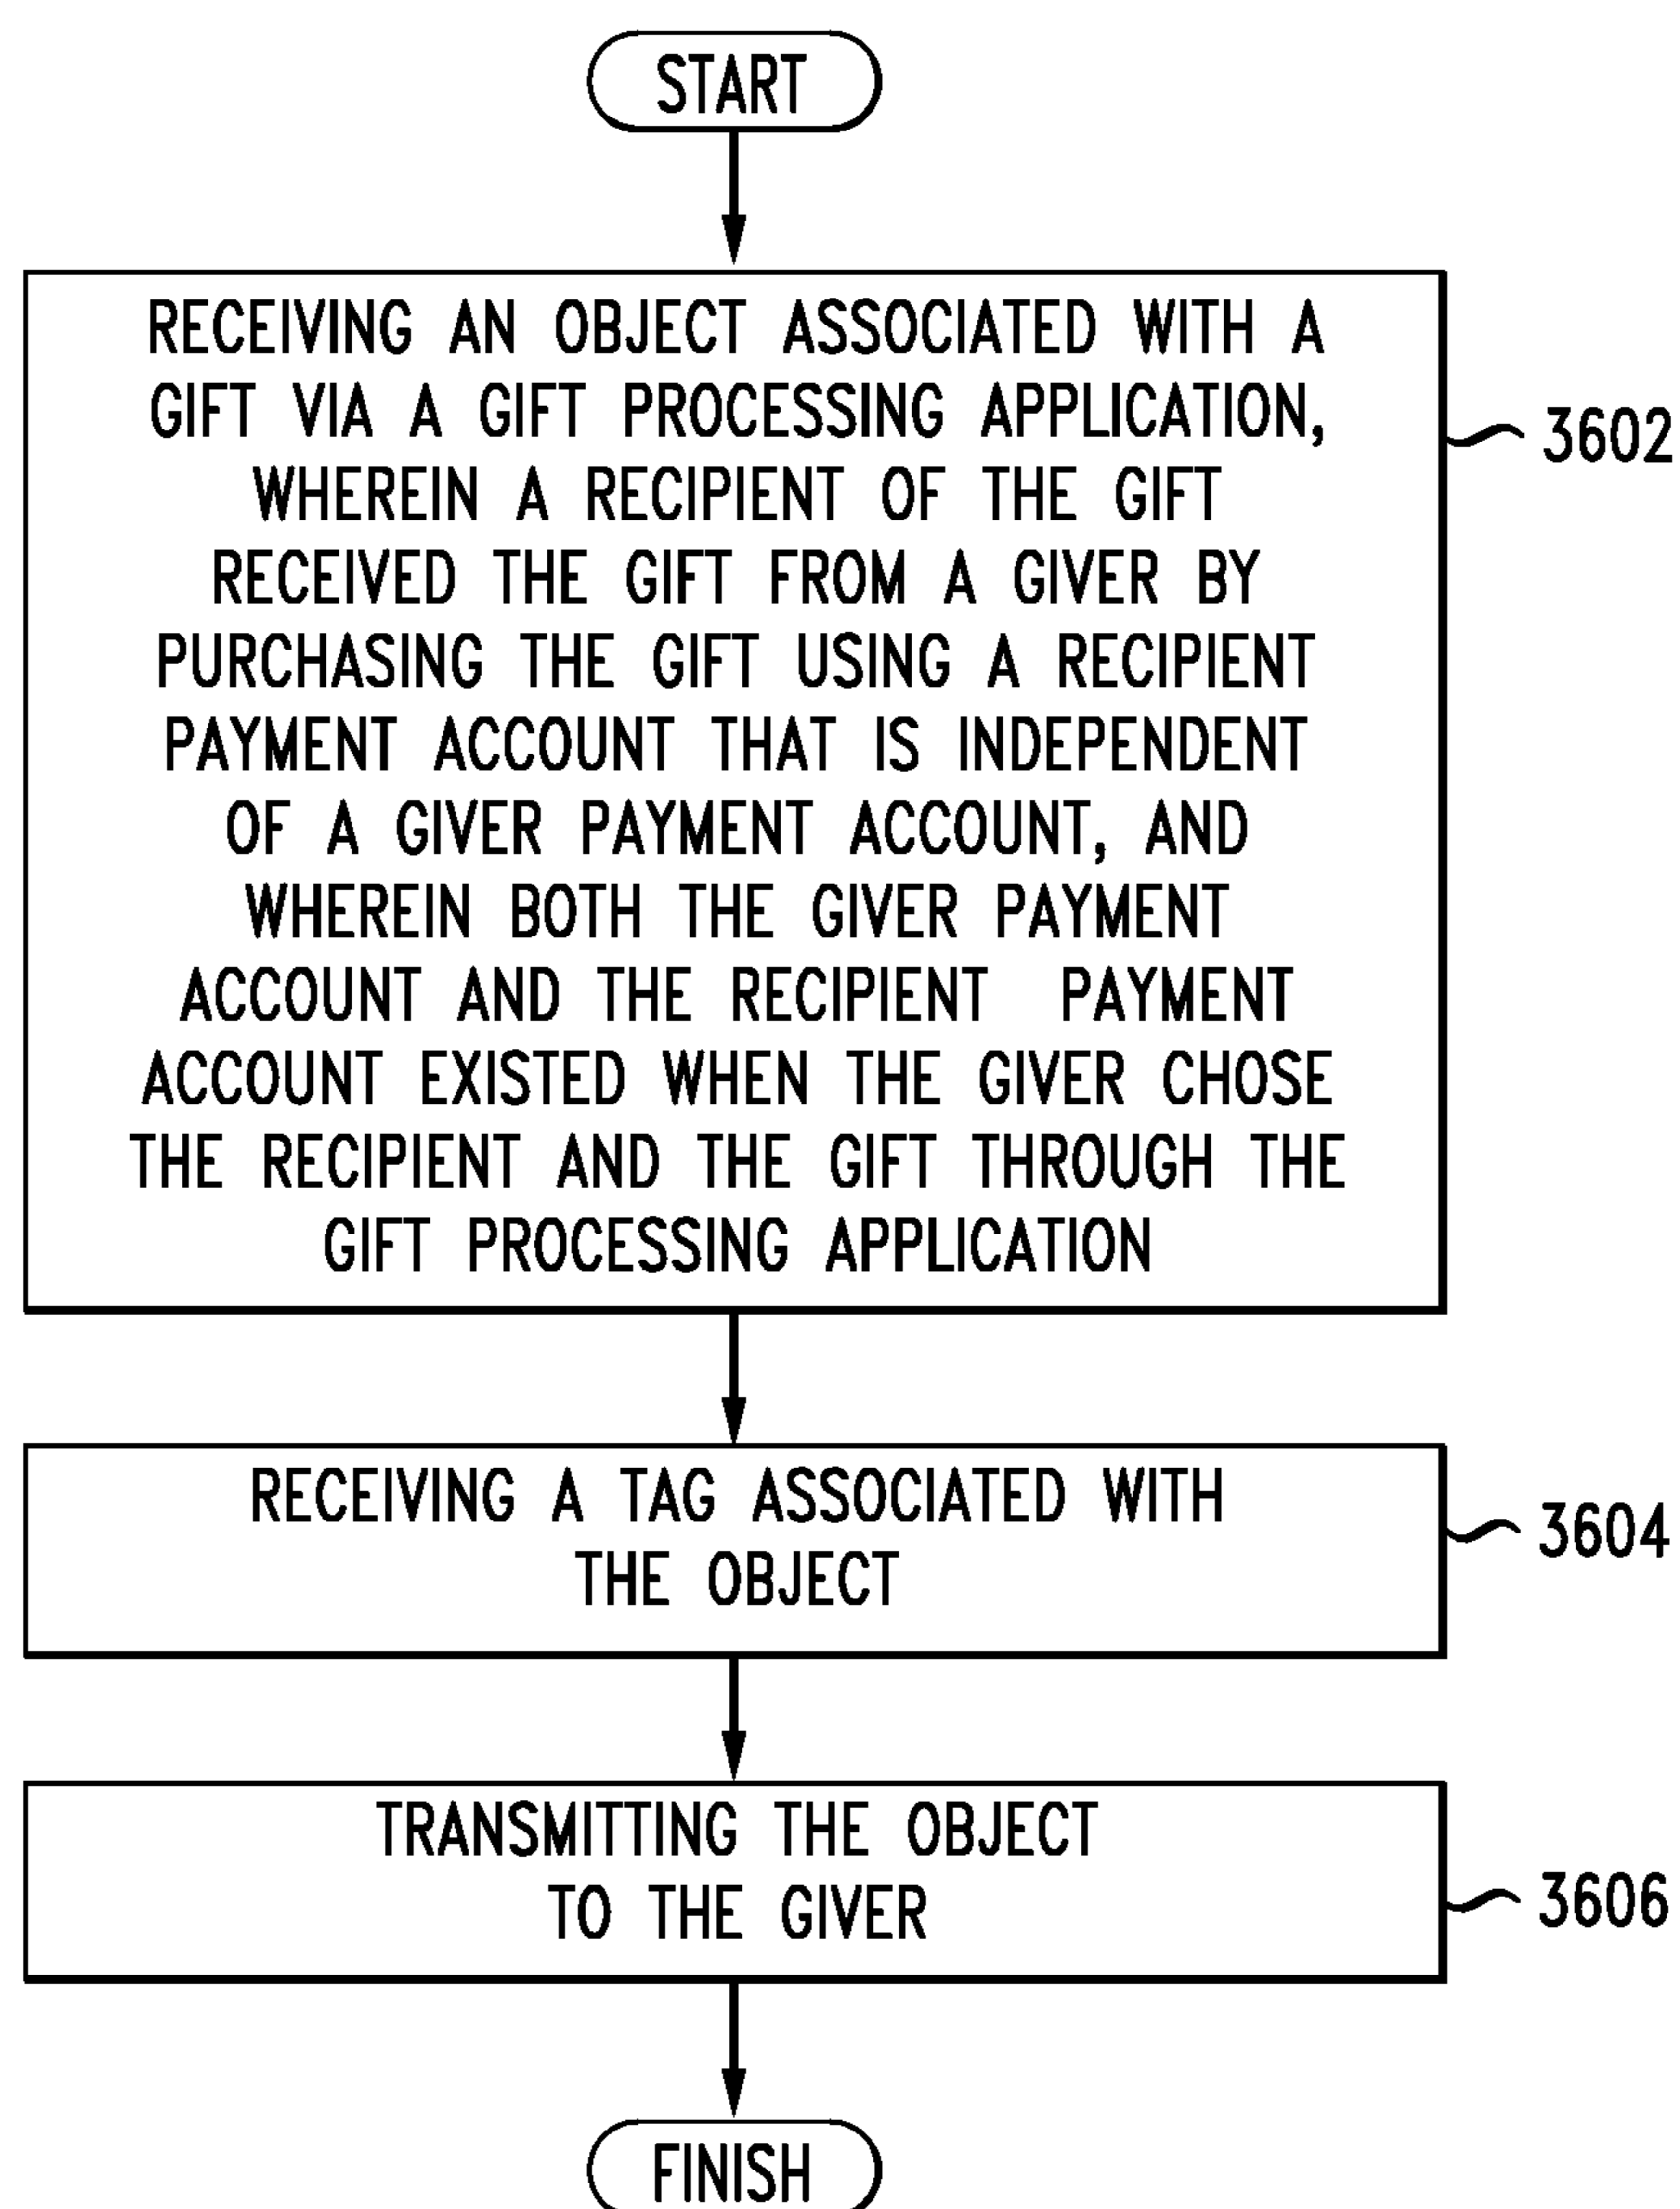 START
RECEIVING AN OBJECT ASSOCIATED WITH A
GIFT VIA A GIFT PROCESSING APPLICATION,
WHEREIN A RECIPIENT OF THE GIFT
RECEIVED THE GIFT FROM A GIVER BY
PURCHASING THE GIFT USING A RECIPIENT
PAYMENT ACCOUNT THAT IS INDEPENDENT
OF A GIVER PAYMENT ACCOUNT, AND
WHEREIN BOTH THE GIVER PAYMENT
ACCOUNT AND THE RECIPIENT PAYMENT
ACCOUNT EXISTED WHEN THE GIVER CHOSE
THE RECIPIENT AND THE GIFT THROUGH THE
GIFT PROCESSING APPLICATION
3602
RECEIVING A TAG ASSOCIATED WITH
THE OBJECT
3604
TRANSMITTING THE OBJECT
TO THE GIVER
3606
FINISH